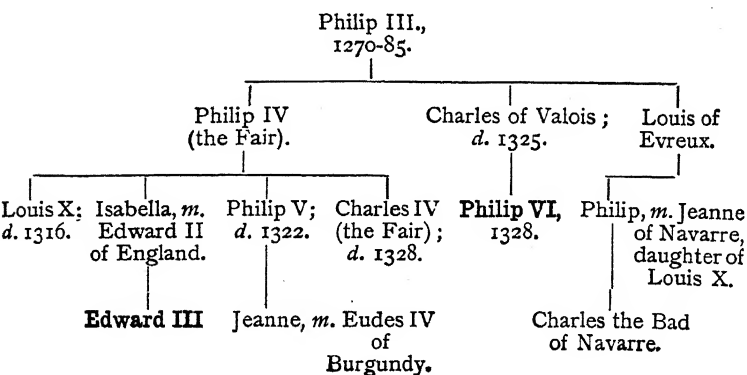 Philip III.,
1270-85.
Philip IV
(the Fair).
Charles of Valois;
d. 1325.
Louis of
Evreux.
Louis X;
d. 1316.
Isabella, m.
Edward II
of England.
Philip V;
d. 1322.
Charles IV
(the Fair);
d. 1328.
Philip VI,
1328.
Philip, m. Jeanne
of Navarre,
daughter of
Louis X.
Edward III
Jeanne, m. Eudes IV
of
Burgundy.
Charles the Bad
of Navarre.